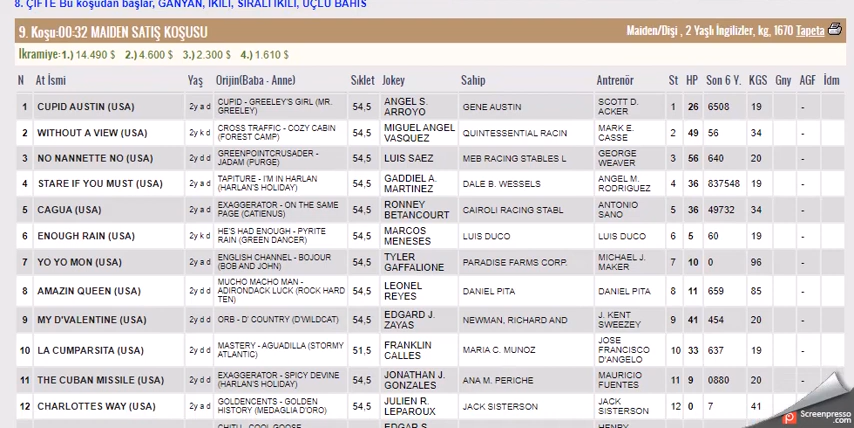 8. ÇİFTE Bu koşudan başlar, GANYAN, İKİLİ, SIRALI İKİLİ, ÜÇLÜ BAHİS
9. Koşu:00-32 MAIDEN SATIŞ KOŞUSU Maiden/Dişi , 2 Yaşlı İngilizler, kg, 1670 Tapeta
İkramiye:1.) 14.490 $ 2.) 4.600 $ 3.) 2.300 $ 4.) 1.610 $
N At İsmi Yaş Orijin(Baba - Anne) Sıklet Jokey Sahip Antrenör St HP Son 6 Y. KGS Gny AGF İdm
1 CUPID AUSTIN (USA) 2y a d CUPID - GREELEY'S GIRL (MR. GREELEY) 54,5 ANGEL S. ARROYO GENE AUSTIN SCOTT D. ACKER 1 26 6508 19 -
2 WITHOUT A VIEW (USA) 2y k d CROSS TRAFFIC - COZY CABIN (FOREST CAMP) 54,5 MIGUEL ANGEL VASQUEZ QUINTESSENTIAL RACIN MARK E. CASSE 2 49 56 34 -
3 NO NANNETTE NO (USA) 2y d d GREENPOINTCRUSADER - JADAM (PURGE) 54,5 LUIS SAEZ MEB RACING STABLES L GEORGE WEAVER 3 56 640 20 -
4 STARE IF YOU MUST (USA) 2y a d TAPITURE - I'M IN HARLAN (HARLAN'S HOLIDAY) 54,5 GADDIEL A. MARTINEZ DALE B. WESSELS ANGEL M. RODRIGUEZ 4 36 837548 19 -
5 CAGUA (USA) 2y a d EXAGGERATOR - ON THE SAME PAGE (CATIENUS) 54,5 RONNEY BETANCOURT CAIROLI RACING STABL ANTONIO SANO 5 36 49732 34 -
6 ENOUGH RAIN (USA) 2y k d HE'S HAD ENOUGH - PYRITE RAIN (GREEN DANCER) 54,5 MARCOS MENESES LUIS DUCO LUIS DUCO 6 5 60 19 -
7 YO YO MON (USA) 2y a d ENGLISH CHANNEL - BOJOUR (BOB AND JOHN) 54,5 TYLER GAFFALIONE PARADISE FARMS CORP. MICHAEL J. MAKER 7 10 0 96 -
8 AMAZIN QUEEN (USA) 2y d d MUCHO MACHO MAN - ADIRONDACK LUCK (ROCK HARD TEN) 54,5 LEONEL REYES DANIEL PITA DANIEL PITA 8 11 659 85 -
9 MY D'VALENTINE (USA) 2y d d ORB - D' COUNTRY (D'WILDCAT) 54,5 EDGARD J. ZAYAS NEWMAN, RICHARD AND J. KENT SWEEZEY 9 41 454 20 -
10 LA CUMPARSITA (USA) 2y d d MASTERY - AGUADILLA (STORMY ATLANTIC) 51,5 FRANKLIN CALLES MARIA C. MUNOZ JOSE FRANCISCO D'ANGELO 10 33 637 19 -
11 THE CUBAN MISSILE (USA) 2y d d EXAGGERATOR - SPICY DEVINE (HARLAN'S HOLIDAY) 54,5 JONATHAN J. GONZALES ANA M. PERICHE MAURICIO FUENTES 11 9 0880 20 -
12 CHARLOTTES WAY (USA) 2y a d GOLDENCENTS - GOLDEN HISTORY (MEDAGLIA D'ORO) 54,5 JULIEN R. LEPAROUX JACK SISTERSON JACK SISTERSON 12 0 7 41 -
Screenpresso
.com